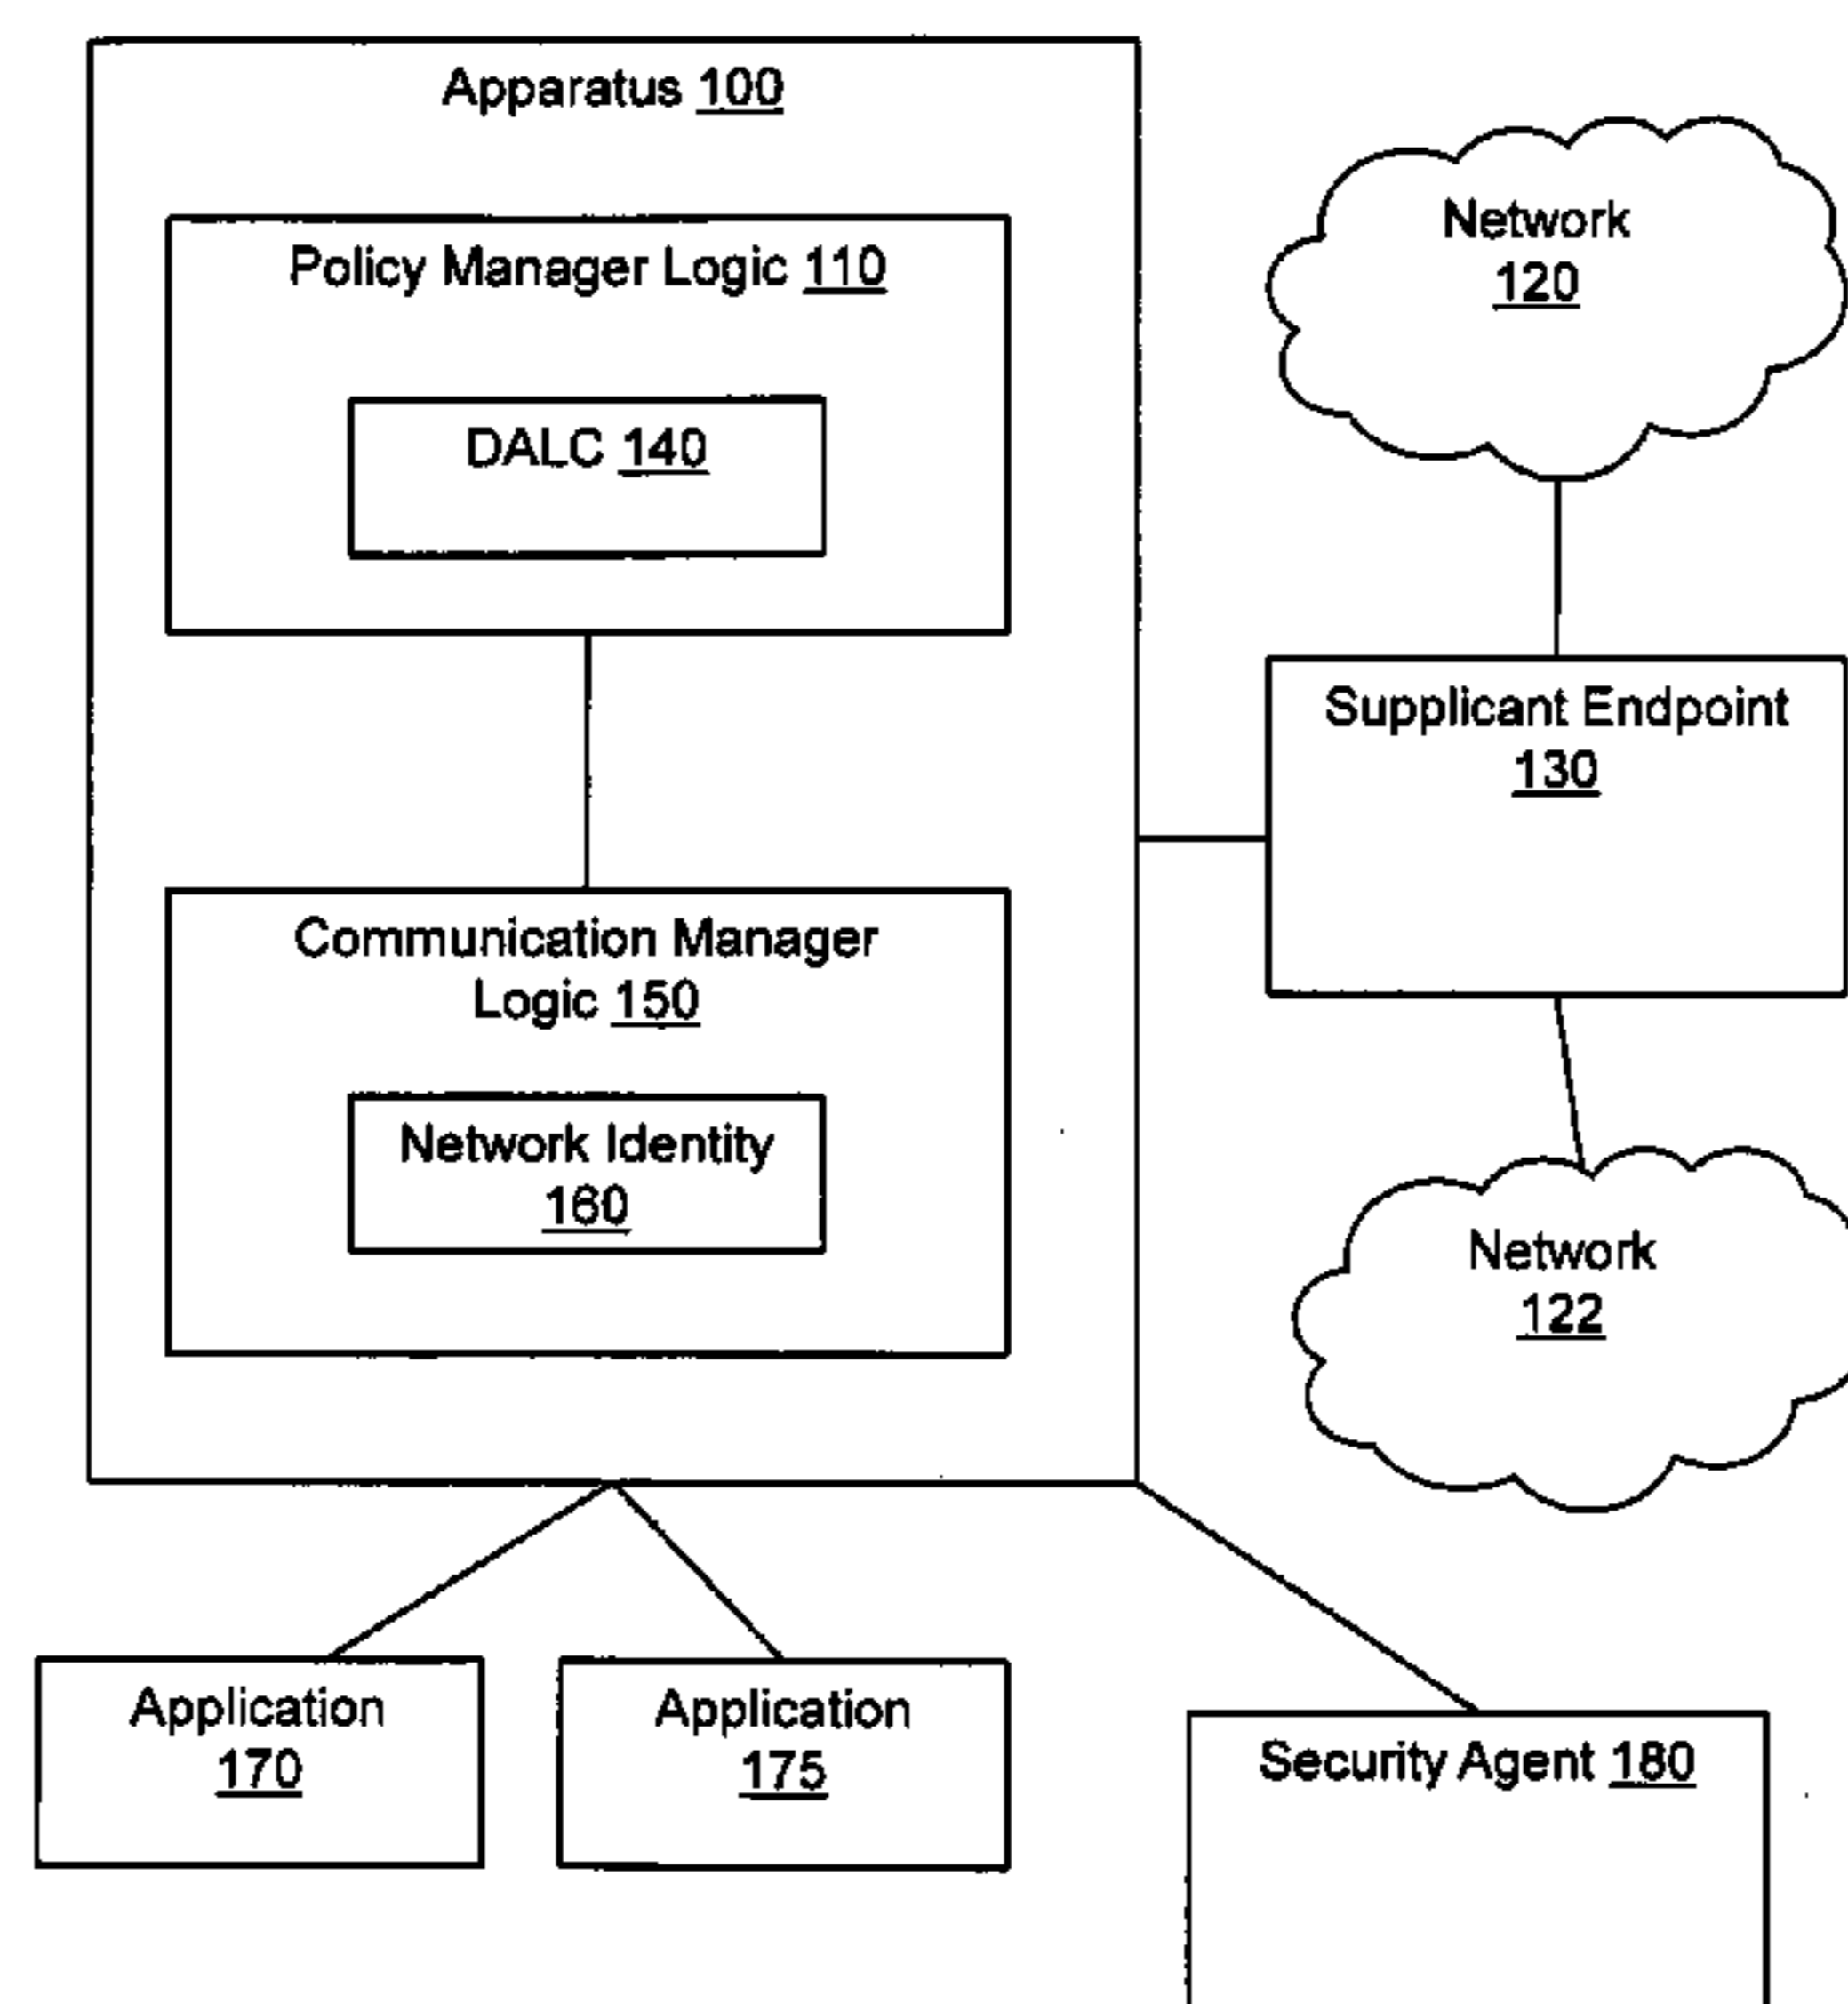 Apparatus 100
Policy Manager Logic 110
DALC 140
Communication Manager
Logic 150
Network Identity
160
Network
120
Supplicant Endpoint
130
Network
122
Application
170
Application
175
Security Agent 180